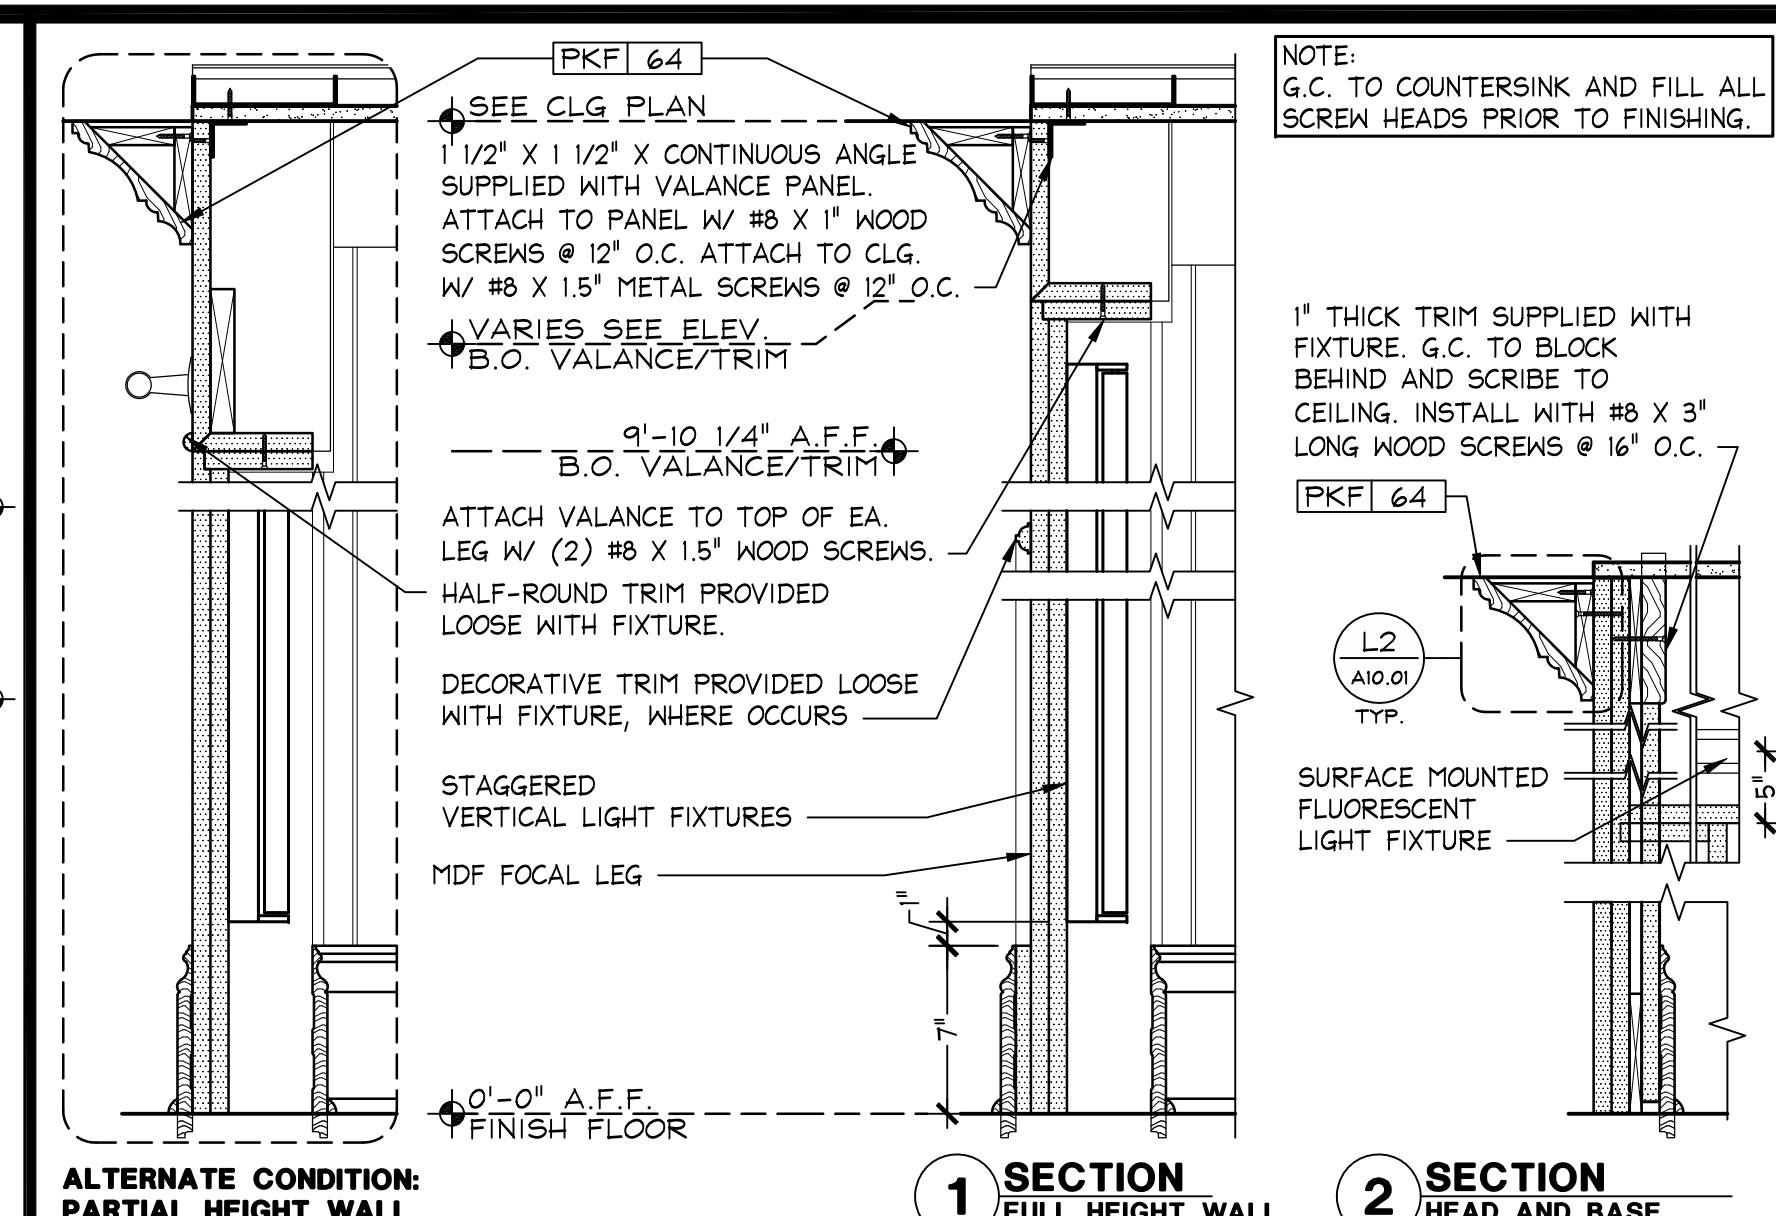 PKF 64
SEE CLG PLAN
1 1/2" X 1 1/2" X CONTINUOUS ANGLE
SUPPLIED WITH VALANCE PANEL.
ATTACH TO PANEL W/ #8 X 1" WOOD
SCREWS @ 12" O.C. ATTACH TO CLG.
W/ #8 X 1.5" METAL SCREWS @ 12" O.C.
VARIES SEE ELEV.
B.O. VALANCE/TRIM
9'-10 1/4" A.F.F.
B.O. VALANCE/TRIM
ATTACH VALANCE TO TOP OF EA.
LEG W/ (2) #8 X 1.5" WOOD SCREWS.
HALF-ROUND TRIM PROVIDED
LOOSE WITH FIXTURE.
DECORATIVE TRIM PROVIDED LOOSE
WITH FIXTURE, WHERE OCCURS
STAGGERED
VERTICAL LIGHT FIXTURES
MDF FOCAL LEG
1"
7"
0'-0" A.F.F.
FINISH FLOOR
NOTE:
G.C. TO COUNTERSINK AND FILL ALL
SCREW HEADS PRIOR TO FINISHING.
1" THICK TRIM SUPPLIED WITH
FIXTURE. G.C. TO BLOCK
BEHIND AND SCRIBE TO
CEILING. INSTALL WITH #8 X 3"
LONG WOOD SCREWS @ 16" O.C.
PKF 64
L2
A10.01
TYP.
SURFACE MOUNTED
FLUORESCENT
LIGHT FIXTURE
5"
ALTERNATE CONDITION:
PARTIAL HEIGHT WALL
1 SECTION
FULL HEIGHT WALL
2 SECTION
HEAD AND BASE